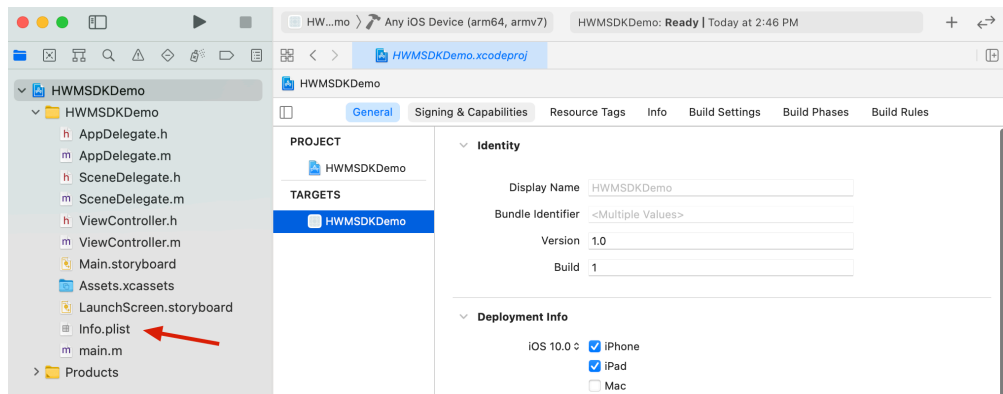 HW...mo 〉 Any iOS Device (arm64, armv7) HWMSDKDemo: Ready | Today at 2:46 PM
HWMSDKDemo.xcodeproj
HWMSDKDemo
HWMSDKDemo
HWMSDKDemo
h AppDelegate.h
m AppDelegate.m
h SceneDelegate.h
m SceneDelegate.m
h ViewController.h
m ViewController.m
Main.storyboard
Assets.xcassets
LaunchScreen.storyboard
Info.plist
m main.m
Products
General Signing & Capabilities Resource Tags Info Build Settings Build Phases Build Rules
PROJECT
HWMSDKDemo
TARGETS
HWMSDKDemo
Identity
Display Name HWMSDKDemo
Bundle Identifier <Multiple Values>
Version 1.0
Build 1
Deployment Info
iOS 10.0 iPhone
iPad
Mac